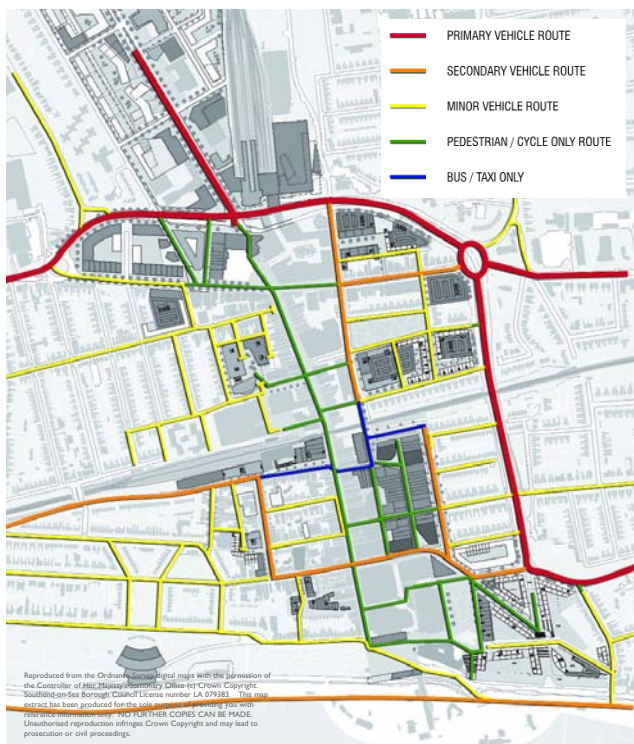 PRIMARY VEHICLE ROUTE
SECONDARY VEHICLE ROUTE
MINOR VEHICLE ROUTE
PEDESTRIAN / CYCLE ONLY ROUTE
BUS / TAXI ONLY
Reproduced from the Ordnance Survey digital maps with the permission of
the Controller of Her Majesty's Stationary Office (c) Crown Copyright.
Southend-on-Sea Borough Council License number LA 079383. This map
extract has been produced for the sole purpose of providing you with
reference information only. NO FURTHER COPIES CAN BE MADE.
Unauthorised reproduction infringes Crown Copyright and may lead to
prosecution or civil proceedings.